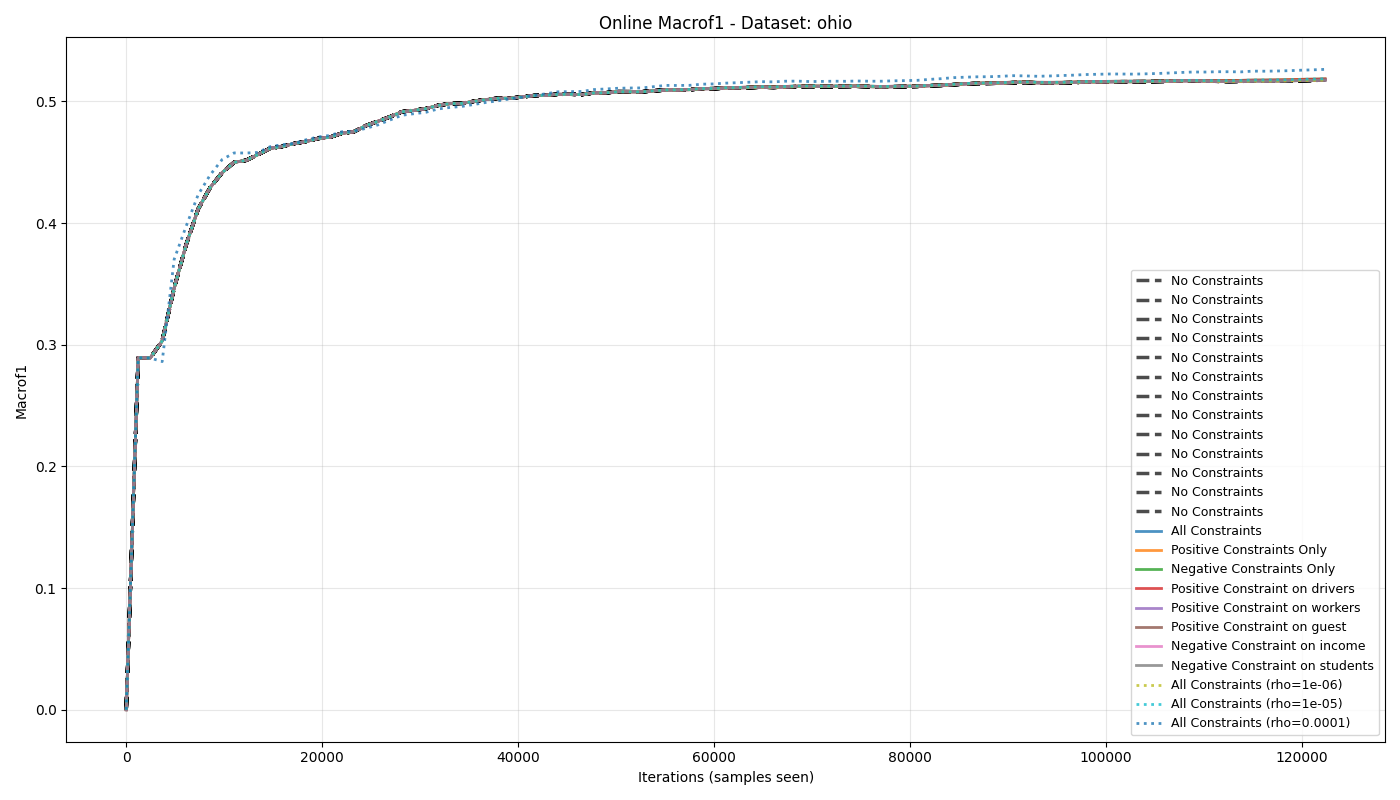 Online Macrof1 - Dataset: ohio
Macrof1
0.5
0.4
0.3
0.2
0.1
0.0
No Constraints
No Constraints
No Constraints
No Constraints
No Constraints
No Constraints
No Constraints
No Constraints
No Constraints
No Constraints
No Constraints
No Constraints
No Constraints
All Constraints
Positive Constraints Only
Negative Constraints Only
Positive Constraint on drivers
Positive Constraint on workers
Positive Constraint on guest
Negative Constraint on income
Negative Constraint on students
All Constraints (rho=1e-06)
All Constraints (rho=1e-05)
All Constraints (rho=0.0001)
0 20000 40000 60000 80000 100000 120000
Iterations (samples seen)